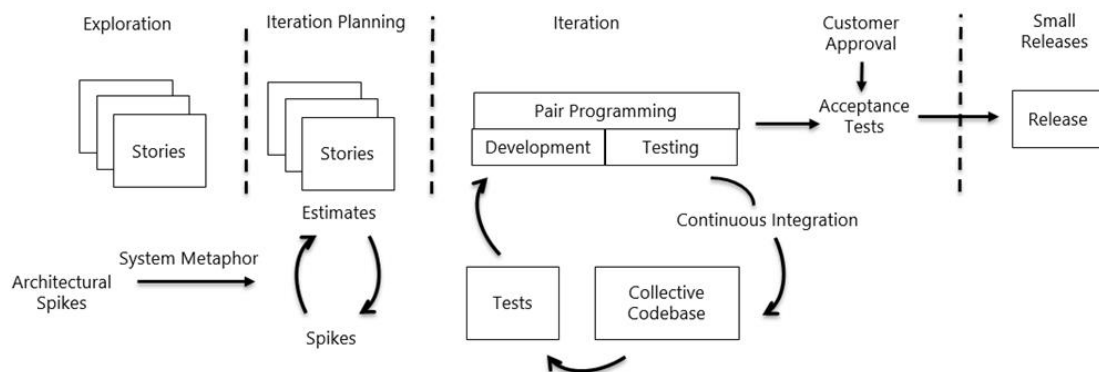 Exploration
Iteration Planning
Iteration
Customer
Approval
Small
Releases
Stories
Stories
Pair Programming
Development
Testing
Acceptance
Tests
Release
Estimates
Continuous Integration
System Metaphor
Architectural
Spikes
Spikes
Tests
Collective
Codebase